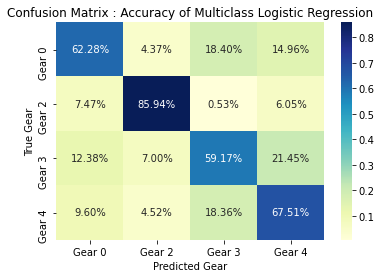 Confusion Matrix : Accuracy of Multiclass Logistic Regression
True Gear
Gear 0
62.28% 4.37% 18.40% 14.96%
Gear 2
7.47% 85.94% 0.53% 6.05%
Gear 3
12.38% 7.00% 59.17% 21.45%
Gear 4
9.60% 4.52% 18.36% 67.51%
Gear 0 Gear 2 Gear 3 Gear 4
Predicted Gear
0.8
0.7
0.6
0.5
0.4
0.3
0.2
0.1